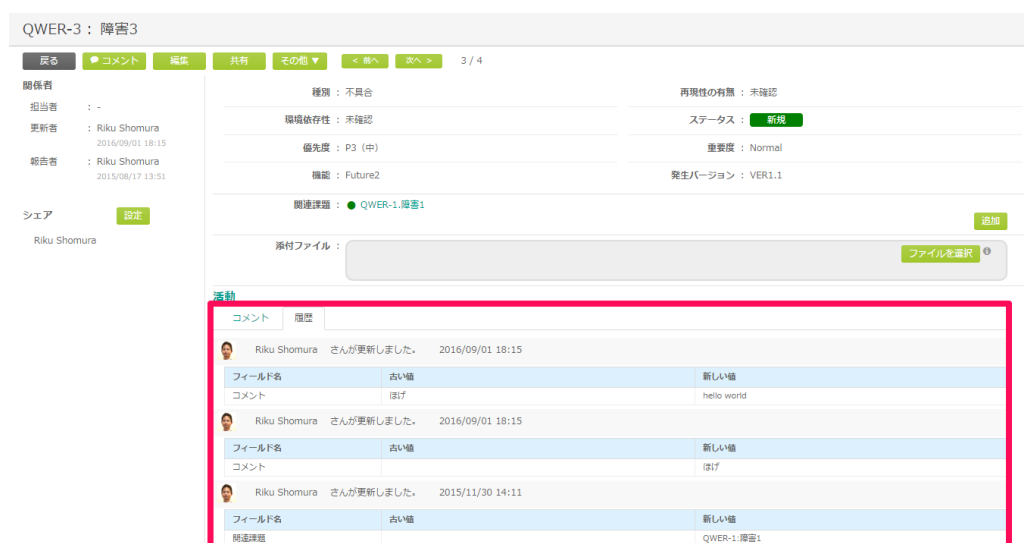 QWER-3： 障害3
戻る コメント 編集 共有 その他 ▼ < 前へ 次へ > 3 / 4
関係者
担当者 : -
更新者 : Riku Shomura
2016/09/01 18:15
報告者 : Riku Shomura
2015/08/17 13:51
シェア 設定
Riku Shomura
種別 : 不具合 再現性の有無 : 未確認
環境依存性 : 未確認 ステータス : 新規
優先度 : P3（中） 重要度 : Normal
機能 : Future2 発生バージョン : VER1.1
関連課題 : QWER-1.障害1
追加
添付ファイル : ファイルを選択
活動
コメント 履歴
Riku Shomura さんが更新しました。 2016/09/01 18:15
フィールド名 古い値 新しい値
コメント ほげ hello world
Riku Shomura さんが更新しました。 2016/09/01 18:15
フィールド名 古い値 新しい値
コメント ほげ
Riku Shomura さんが更新しました。 2015/11/30 14:11
フィールド名 古い値 新しい値
関連課題 QWER-1:障害1